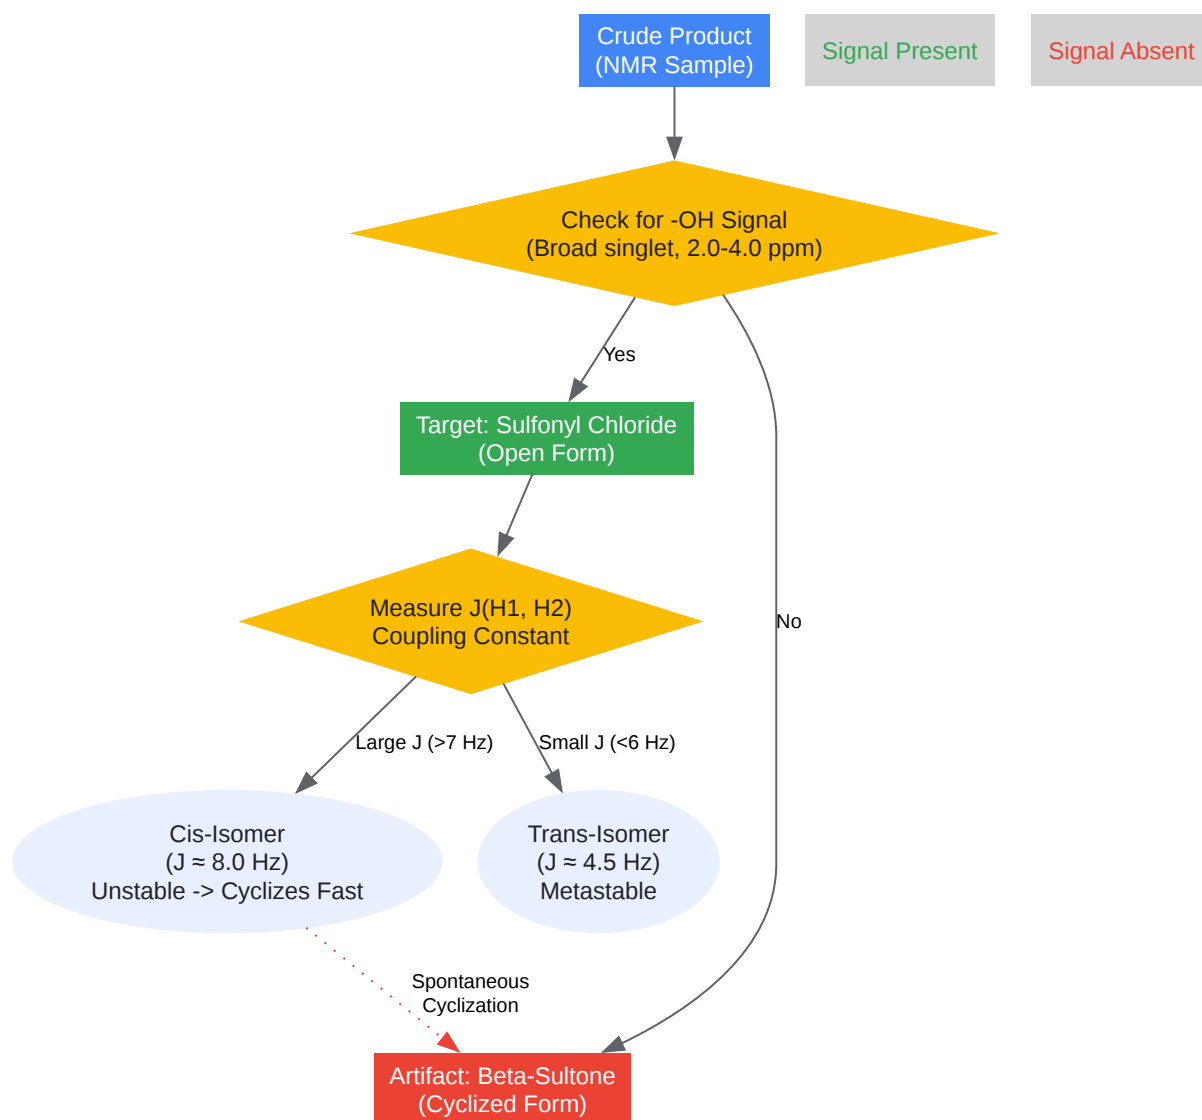 Crude Product
(NMR Sample)
Signal Present
Signal Absent
Check for -OH Signal
(Broad singlet, 2.0-4.0 ppm)
Yes
Target: Sulfonyl Chloride
(Open Form)
Measure J(H1, H2)
Coupling Constant
No
Large J (>7 Hz)
Small J (<6 Hz)
Cis-Isomer
(J ≈ 8.0 Hz)
Unstable -> Cyclizes Fast
Trans-Isomer
(J ≈ 4.5 Hz)
Metastable
Spontaneous
Cyclization
Artifact: Beta-Sultone
(Cyclized Form)